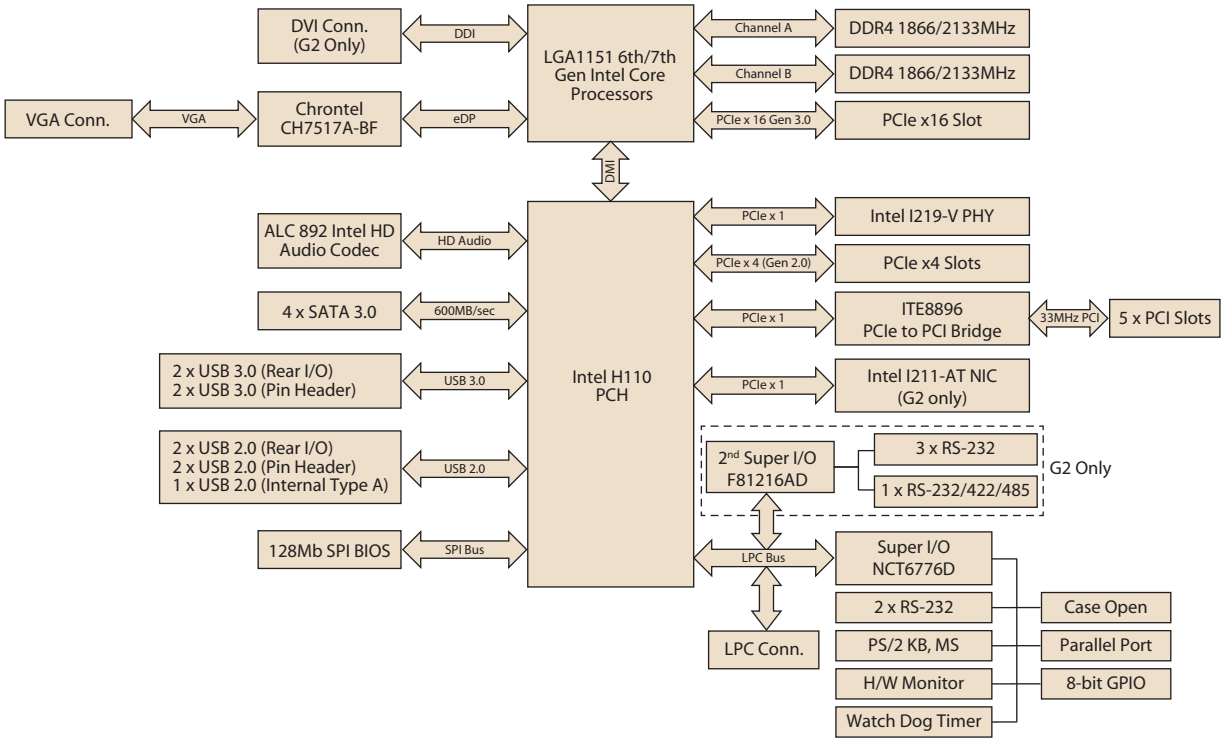 DVI Conn.
(G2 Only)
DDI
LGA1151 6th/7th
Gen Intel Core
Processors
Channel A
DDR4 1866/2133MHz
Channel B
DDR4 1866/2133MHz
VGA Conn.
VGA
Chrontel
CH7517A-BF
eDP
PCIe x 16 Gen 3.0
PCIe x16 Slot
DMI
ALC 892 Intel HD
Audio Codec
HD Audio
4 x SATA 3.0
600MB/sec
2 x USB 3.0 (Rear I/O)
2 x USB 3.0 (Pin Header)
USB 3.0
2 x USB 2.0 (Rear I/O)
2 x USB 2.0 (Pin Header)
1 x USB 2.0 (Internal Type A)
USB 2.0
128Mb SPI BIOS
SPI Bus
Intel H110
PCH
PCIe x 1
Intel I219-V PHY
PCIe x 4 (Gen 2.0)
PCIe x4 Slots
PCIe x 1
ITE8896
PCIe to PCI Bridge
33MHz PCI
5 x PCI Slots
PCIe x 1
Intel I211-AT NIC
(G2 only)
2nd Super I/O
F81216AD
3 x RS-232
1 x RS-232/422/485
G2 Only
LPC Bus
Super I/O
NCT6776D
LPC Conn.
2 x RS-232
Case Open
PS/2 KB, MS
Parallel Port
H/W Monitor
8-bit GPIO
Watch Dog Timer